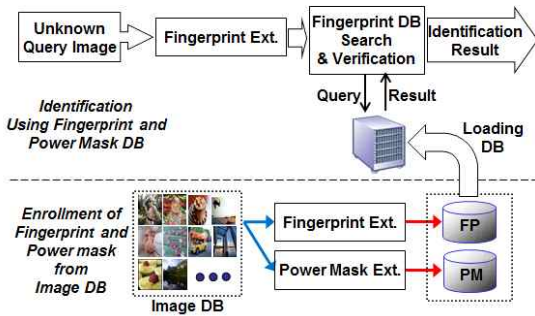 Unknown
Query Image
Fingerprint Ext.
Fingerprint DB
Search
& Verification
Identification
Result
Query
Result
Identification
Using Fingerprint and
Power Mask DB
Loading
DB
Enrollment of
Fingerprint and
Power mask
from
Image DB
Image DB
Fingerprint Ext.
Power Mask Ext.
FP
PM